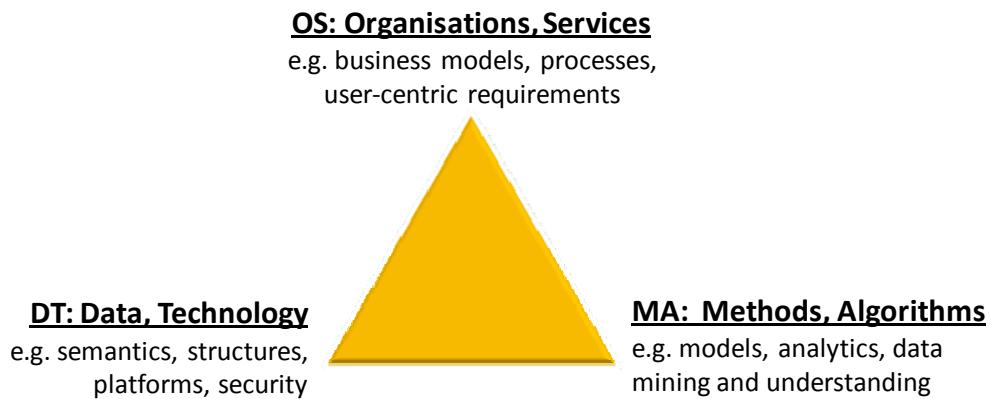 OS: Organisations, Services
e.g. business models, processes,
user-centric requirements
DT: Data, Technology
e.g. semantics, structures,
platforms, security
MA: Methods, Algorithms
e.g. models, analytics, data
mining and understanding